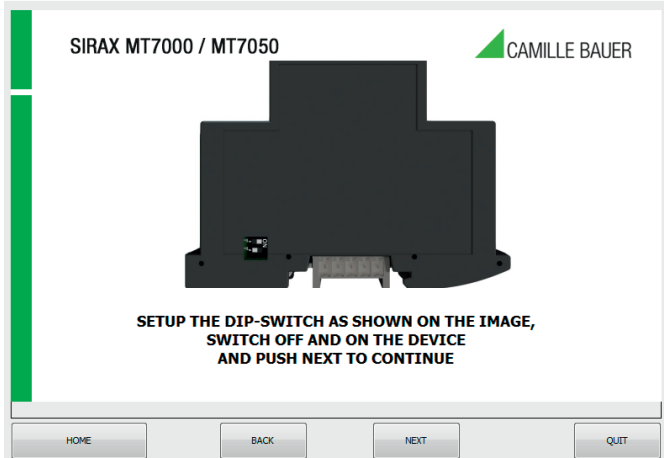 SIRAX MT7000 / MT7050
CAMILLE BAUER
SETUP THE DIP-SWITCH AS SHOWN ON THE IMAGE,
SWITCH OFF AND ON THE DEVICE
AND PUSH NEXT TO CONTINUE
HOME
BACK
NEXT
QUIT